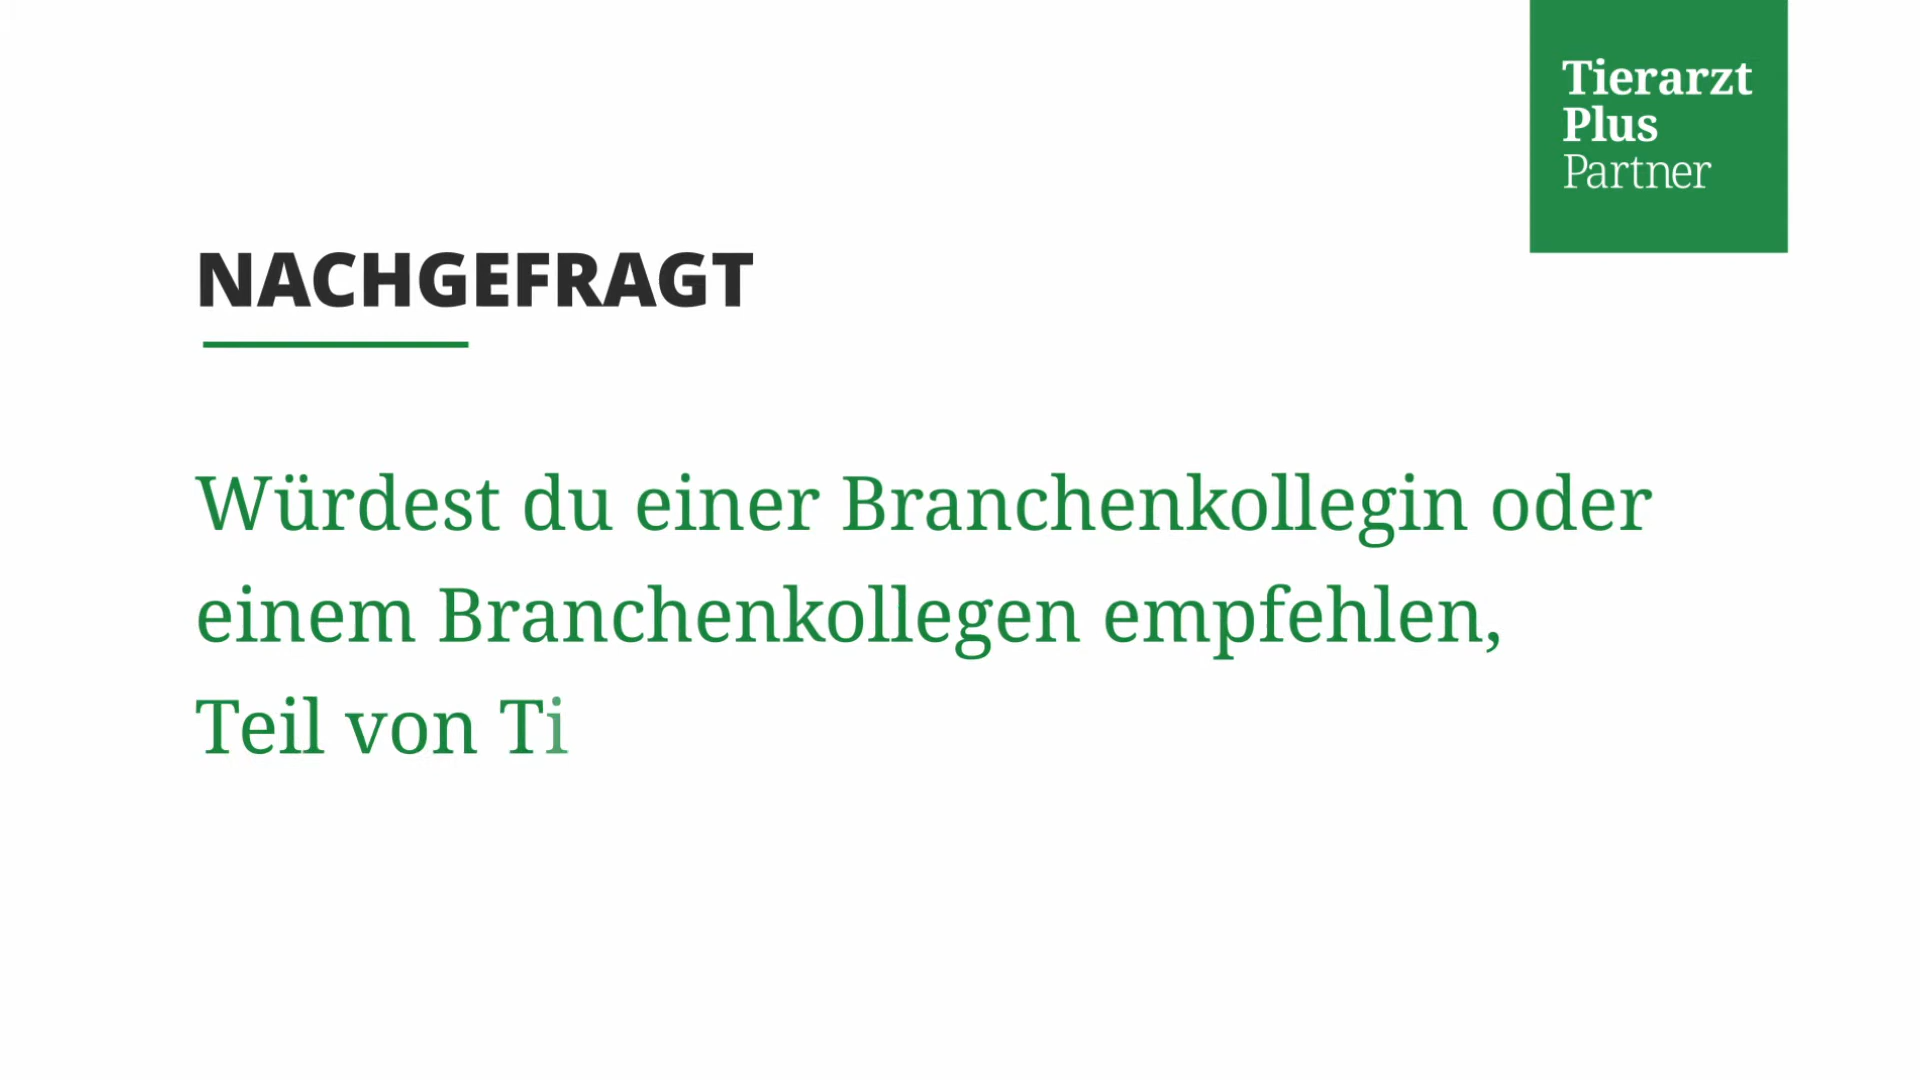 Tierarzt
Plus
Partner
NACHGEFRAGT
Würdest du einer Branchenkollegin oder
einem Branchenkollegen empfehlen,
Teil von Ti